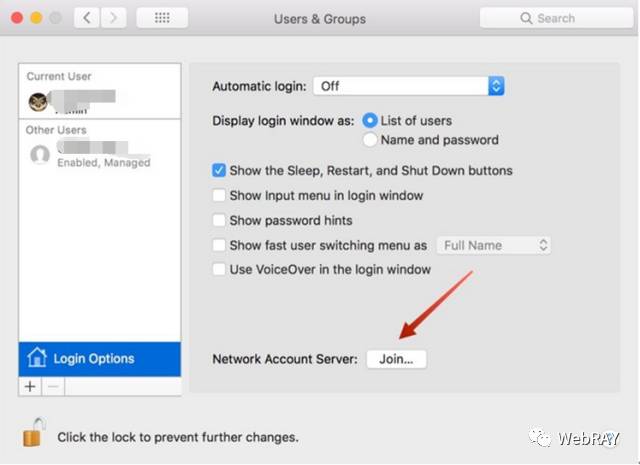 Users & Groups
Search
Current User
Admin
Other Users
Enabled, Managed
Login Options
Automatic login: Off
Display login window as: List of users
Name and password
Show the Sleep, Restart, and Shut Down buttons
Show Input menu in login window
Show password hints
Show fast user switching menu as Full Name
Use VoiceOver in the login window
Network Account Server: Join...
Click the lock to prevent further changes.
WebRAY
?